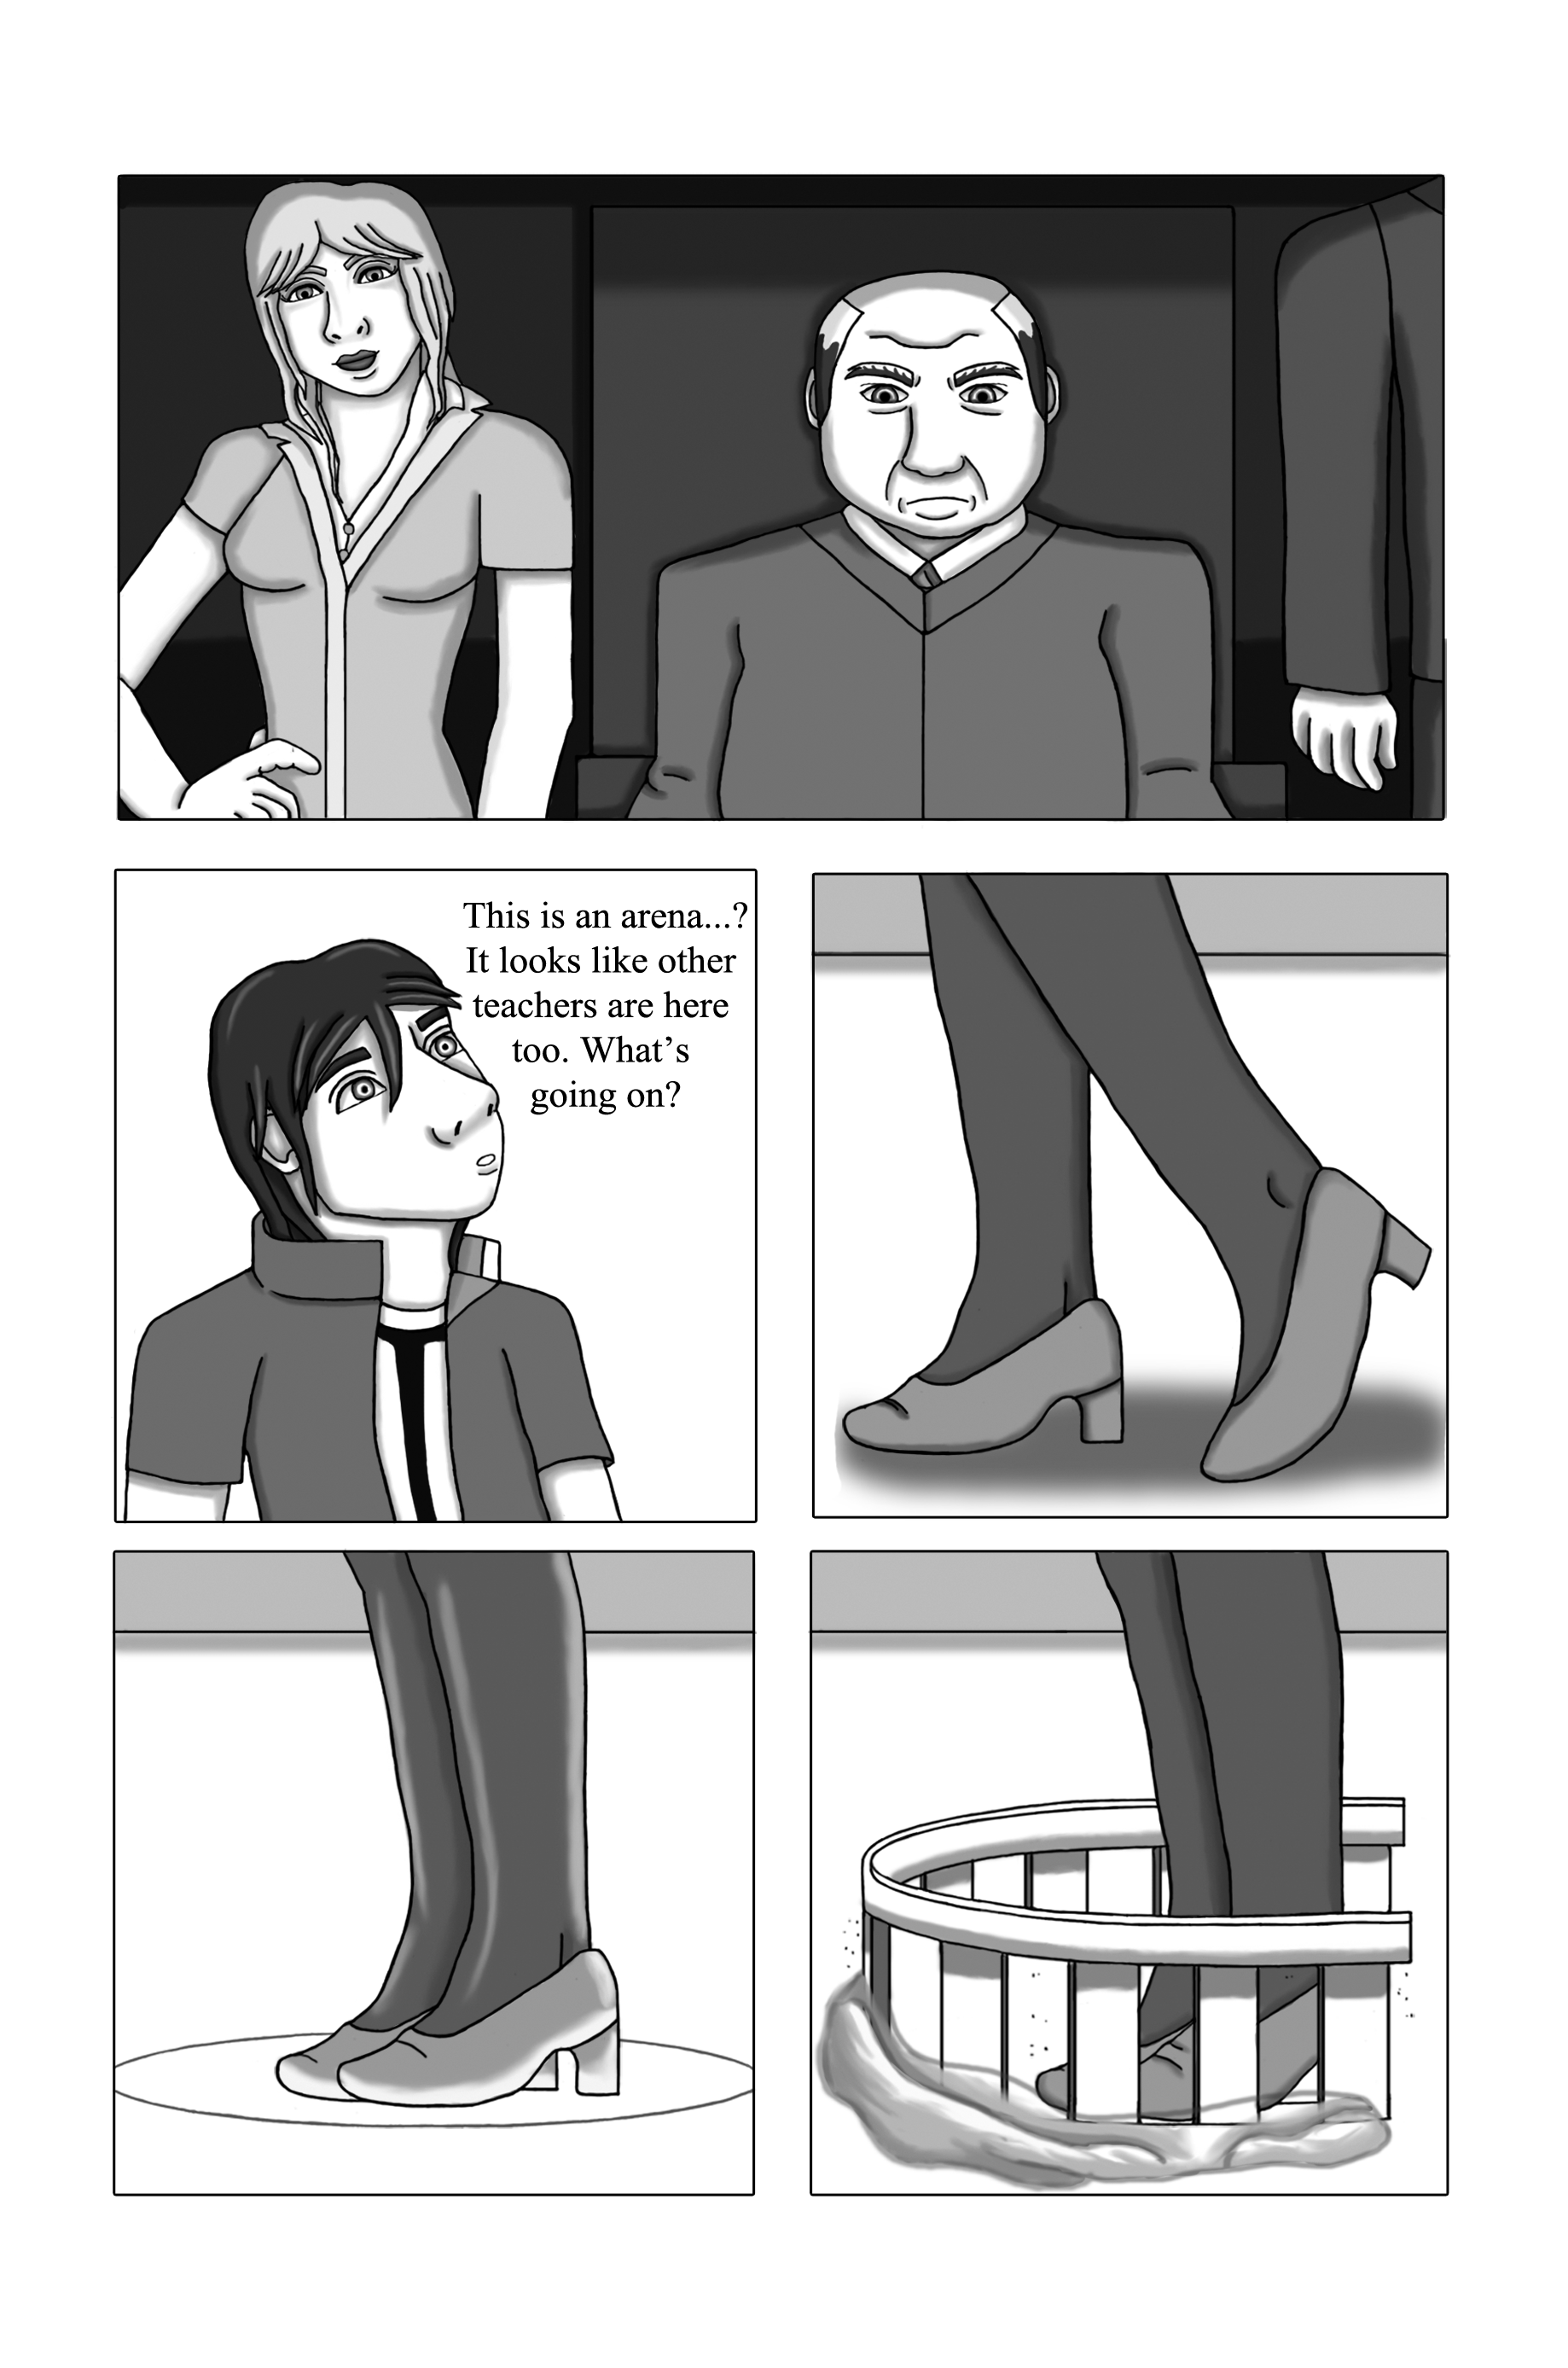 This is an arena...?
It looks like other
teachers are here
too. What’s
going on?